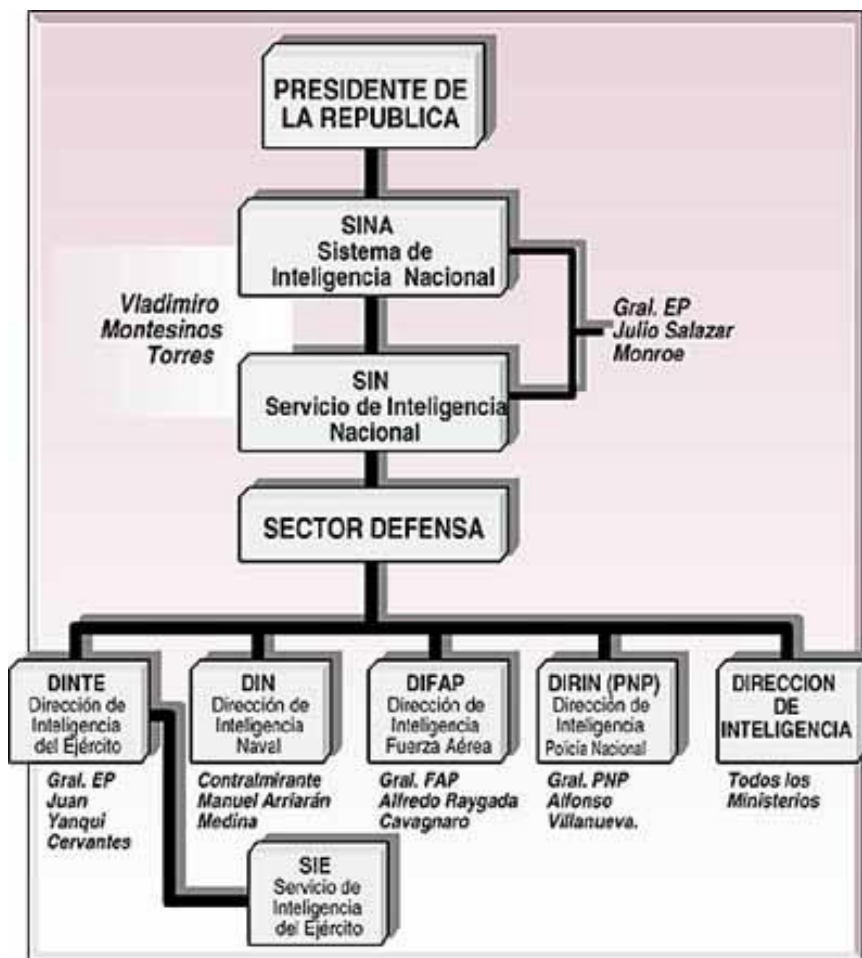 PRESIDENTE DE
LA REPUBLICA
SINA
Sistema de
Inteligencia Nacional
Vladimiro
Montesinos
Torres
Gral. EP
Julio Salazar
Monroe
SIN
Servicio de Inteligencia
Nacional
SECTOR DEFENSA
DINTE
Dirección de
Inteligencia
del Ejército
Gral. EP
Juan
Yanqui
Cervantes
DIN
Dirección de
Inteligencia
Naval
Contralmirante
Manuel Arriarán
Medina
DIFAP
Dirección de
Inteligencia
Fuerza Aérea
Gral. FAP
Alfredo Raygada
Cavagnaro
DIRIN (PNP)
Dirección de
Inteligencia
Policía Nacional
Gral. PNP
Alfonso
Villanueva.
DIRECCION
DE
INTELIGENCIA
Todos los
Ministerios
SIE
Servicio de
Inteligencia
del Ejército